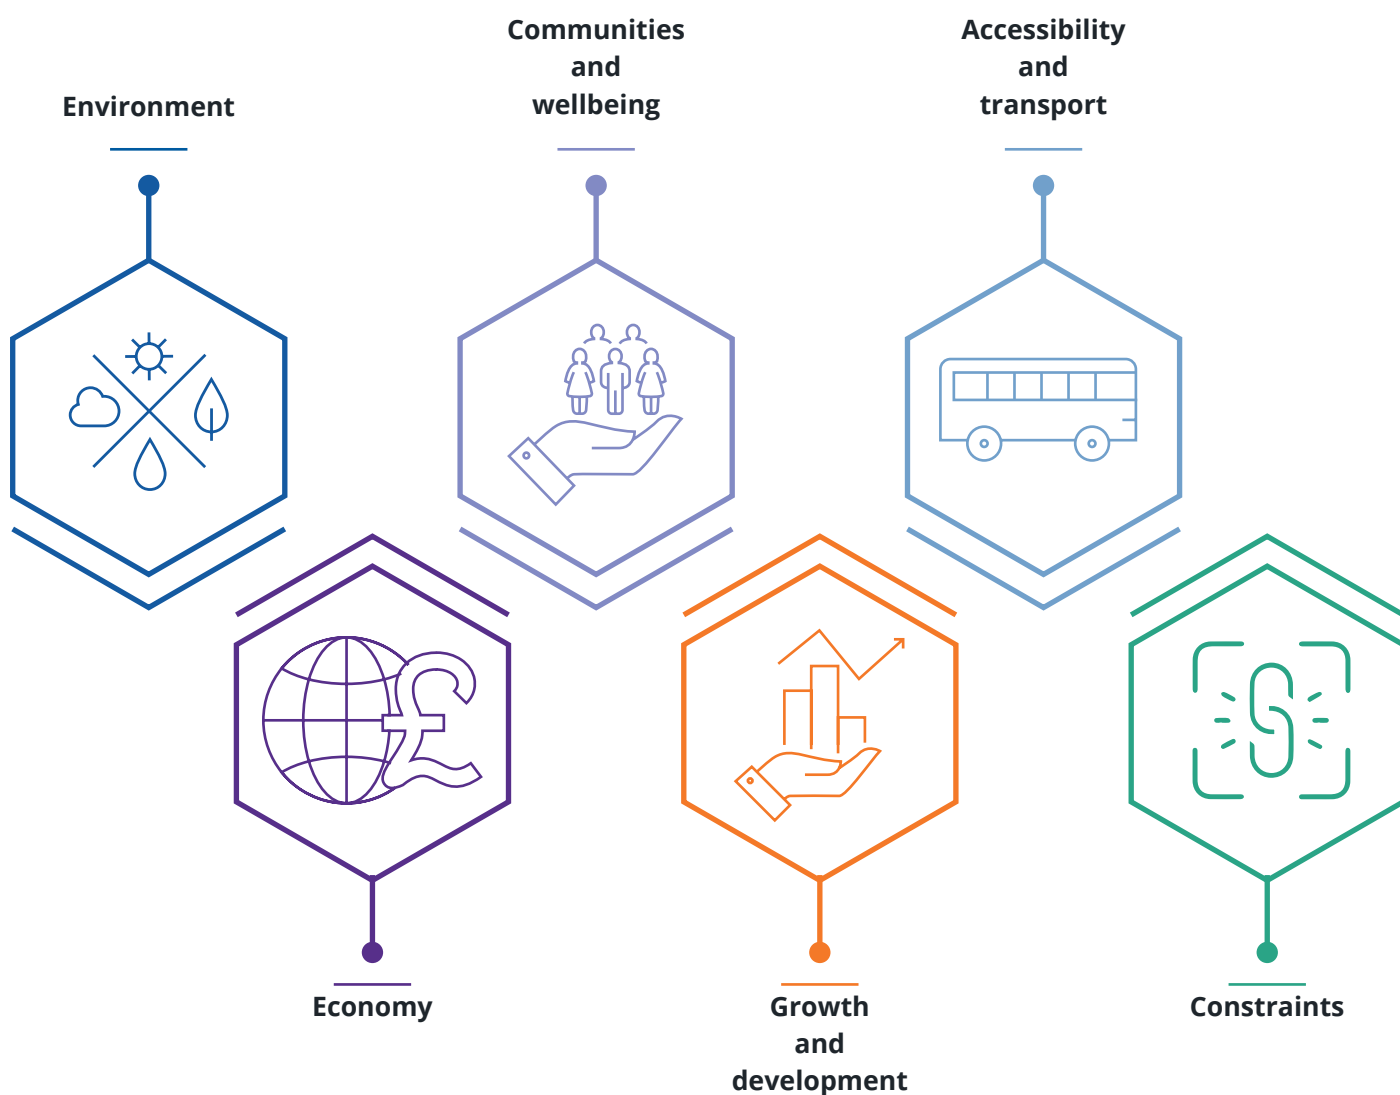 Environment
Communities
and
wellbeing
Accessibility
and
transport
£
Economy
Growth
and
development
Constraints